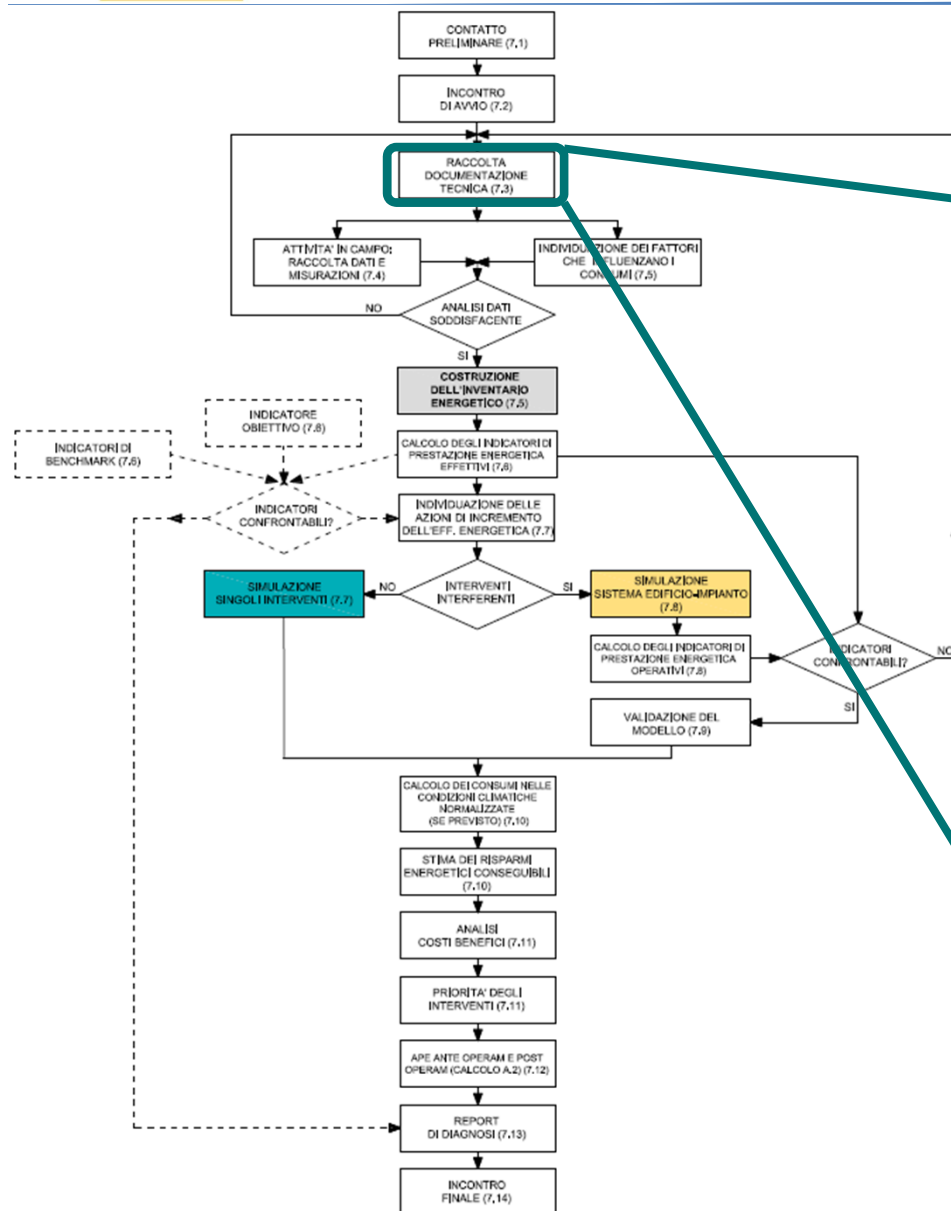 CONTATTO
PRELIMINARE (7.1)
INCONTRO
DI AVVIO (7.2)
RACCOLTA
DOCUMENTAZIONE
TECNICA (7.3)
ATTIVITA' IN CAMPO:
RACCOLTA DATI E
MISURAZIONI (7.4)
INDIVIDUAZIONE DEI FATTORI
CHE INFLUENZANO I
CONSUMI (7.5)
NO
ANALISI DATI
SODDISFACENTE
SI
COSTRUZIONE
DELL'INVENTARIO
ENERGETICO (7.5)
INDICATORE
OBIETTIVO (7.6)
INDICATORI DI
BENCHMARK (7.6)
CALCOLO DEGLI INDICATORI DI
PRESTAZIONE ENERGETICA
EFFETTIVI (7.6)
INDICATORI
CONFRONTABILI?
INDIVIDUAZIONE DELLE
AZIONI DI INCREMENTO
DELL'EFF. ENERGETICA (7.7)
SIMULAZIONE
SINGOLI INTERVENTI (7.7)
NO
INTERVENTI
INTERFERENTI
SI
SIMULAZIONE
SISTEMA EDIFICIO-IMPIANTO
(7.8)
CALCOLO DEGLI INDICATORI DI
PRESTAZIONE ENERGETICA
OPERATIVI (7.8)
INDICATORI
CONFRONTABILI?
NO
SI
VALIDAZIONE DEL
MODELLO (7.9)
CALCOLO DEI CONSUMI NELLE
CONDIZIONI CLIMATICHE
NORMALIZZATE
(SE PREVISTO) (7.10)
STIMA DEI RISPARMI
ENERGETICI CONSEGUIBILI
(7.10)
ANALISI
COSTI BENEFICI (7.11)
PRIORITA' DEGLI
INTERVENTI (7.11)
APE ANTE OPERAM E POST
OPERAM (CALCOLO A.2) (7.12)
REPORT
DI DIAGNOSI (7.13)
INCONTRO
FINALE (7.14)